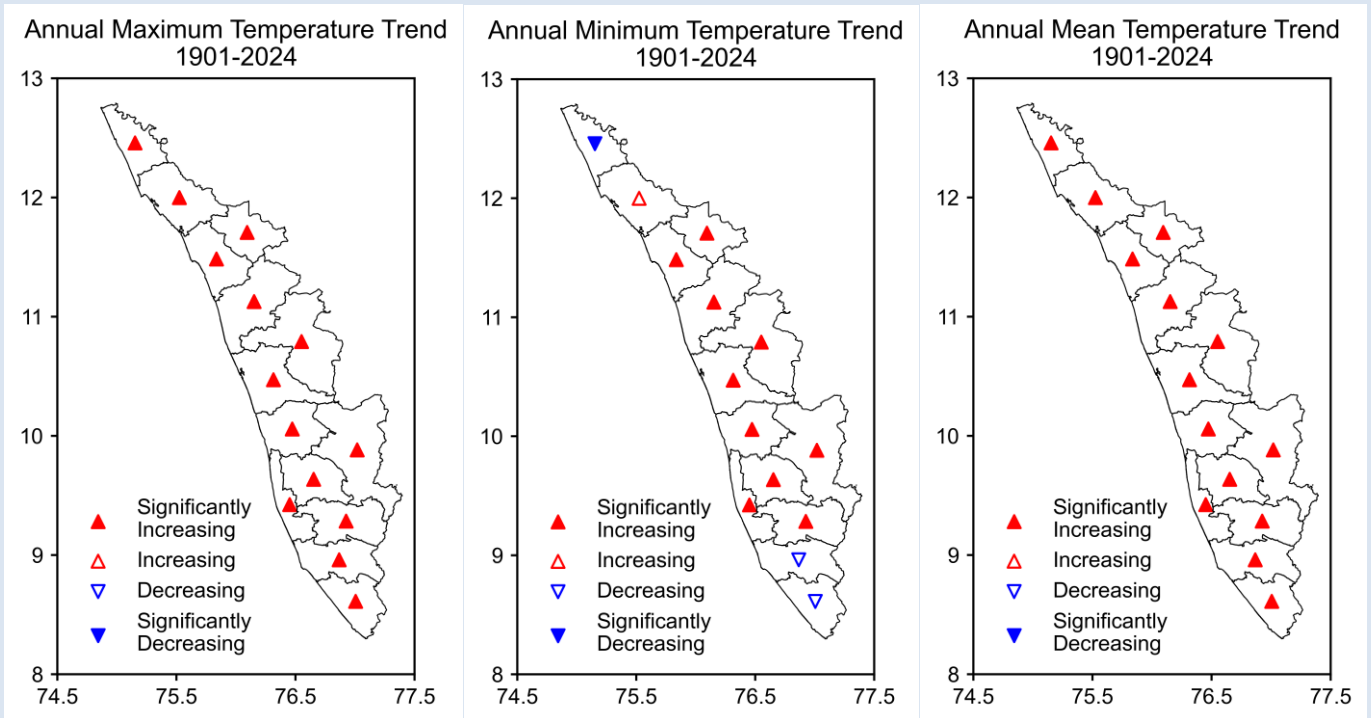 Annual Maximum Temperature Trend
1901-2024
13
12
11
10
9
8
74.5
75.5
76.5
77.5
Significantly
Increasing
Increasing
Decreasing
Significantly
Decreasing
Annual Minimum Temperature Trend
1901-2024
13
12
11
10
9
8
74.5
75.5
76.5
77.5
Significantly
Increasing
Increasing
Decreasing
Significantly
Decreasing
Annual Mean Temperature Trend
1901-2024
13
12
11
10
9
8
74.5
75.5
76.5
77.5
Significantly
Increasing
Increasing
Decreasing
Significantly
Decreasing